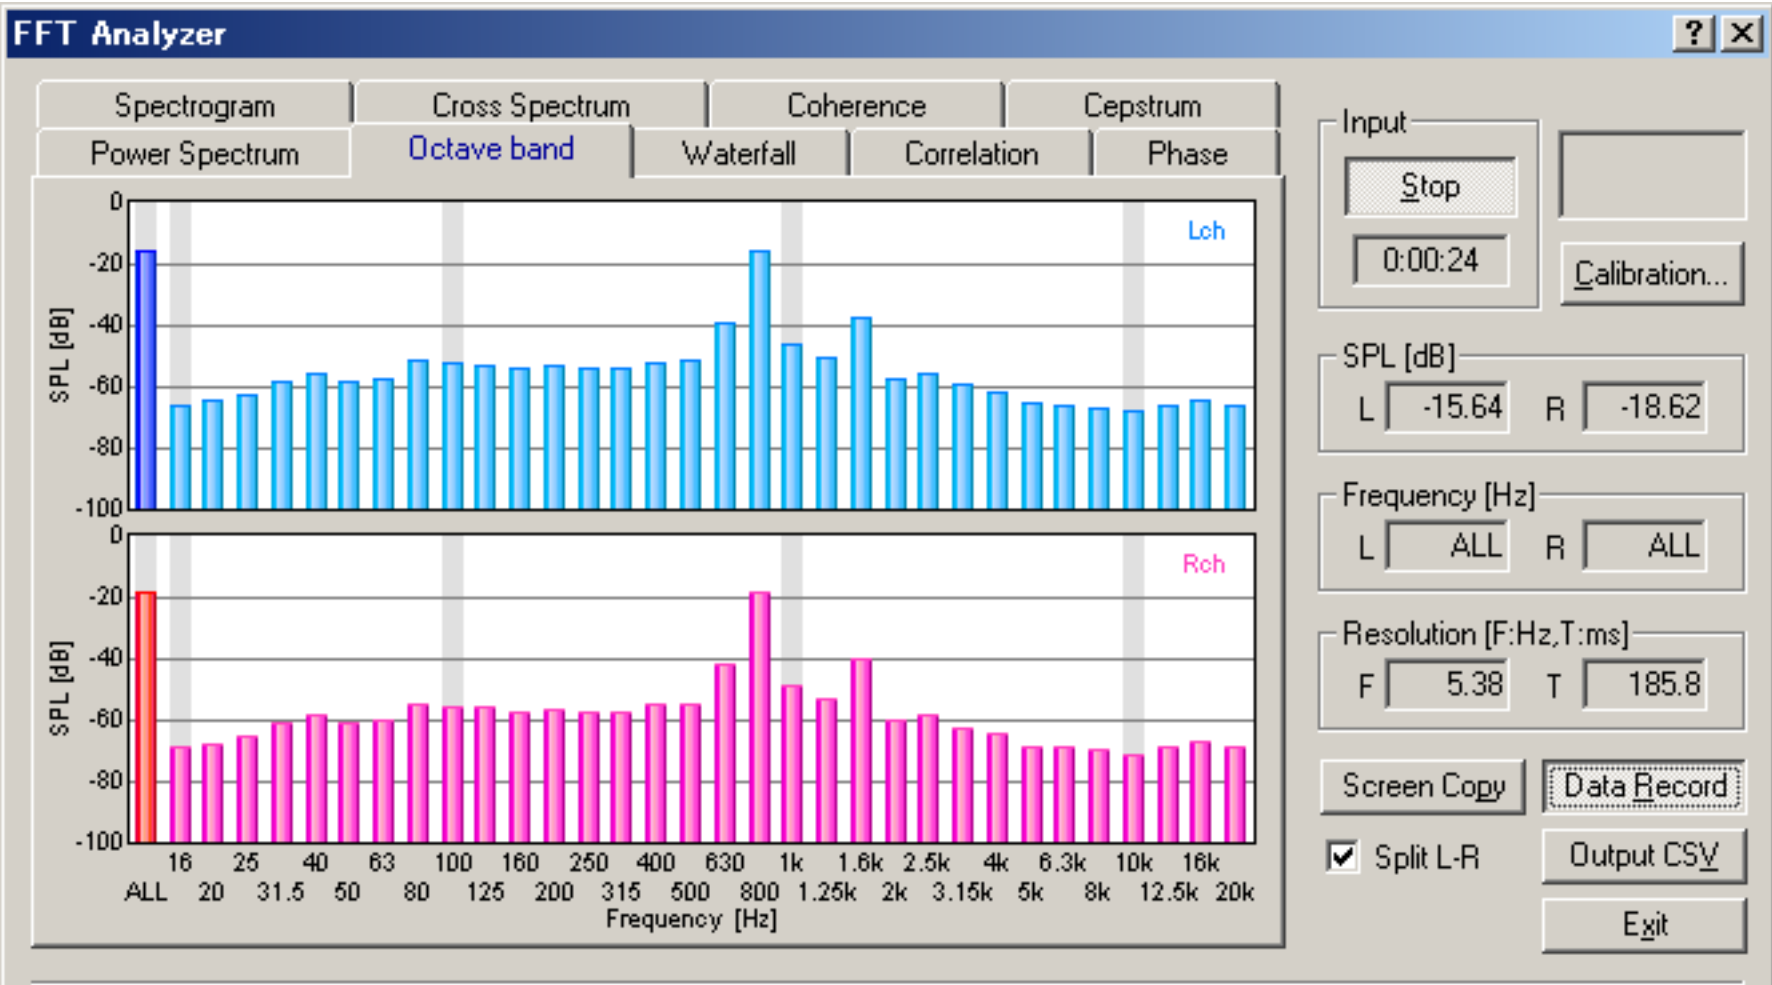 FFT Analyzer
Spectrogram Cross Spectrum Coherence Cepstrum
Power Spectrum Octave band Waterfall Correlation Phase
Input
Stop
0:00:24
Calibration...
0
-20
-40
-60
-80
-100
SPL [dB]
Lch
0
-20
-40
-60
-80
-100
SPL [dB]
Rch
16 25 40 63 100 160 250 400 630 1k 1.6k 2.5k 4k 6.3k 10k 16k
ALL 20 31.5 50 80 125 200 315 500 800 1.25k 2k 3.15k 5k 8k 12.5k 20k
Frequency [Hz]
SPL [dB]
L -15.64 R -18.62
Frequency [Hz]
L ALL R ALL
Resolution [F:Hz,T:ms]
F 5.38 T 185.8
Screen Copy Data Record
Split L-R Output CSV
Exit